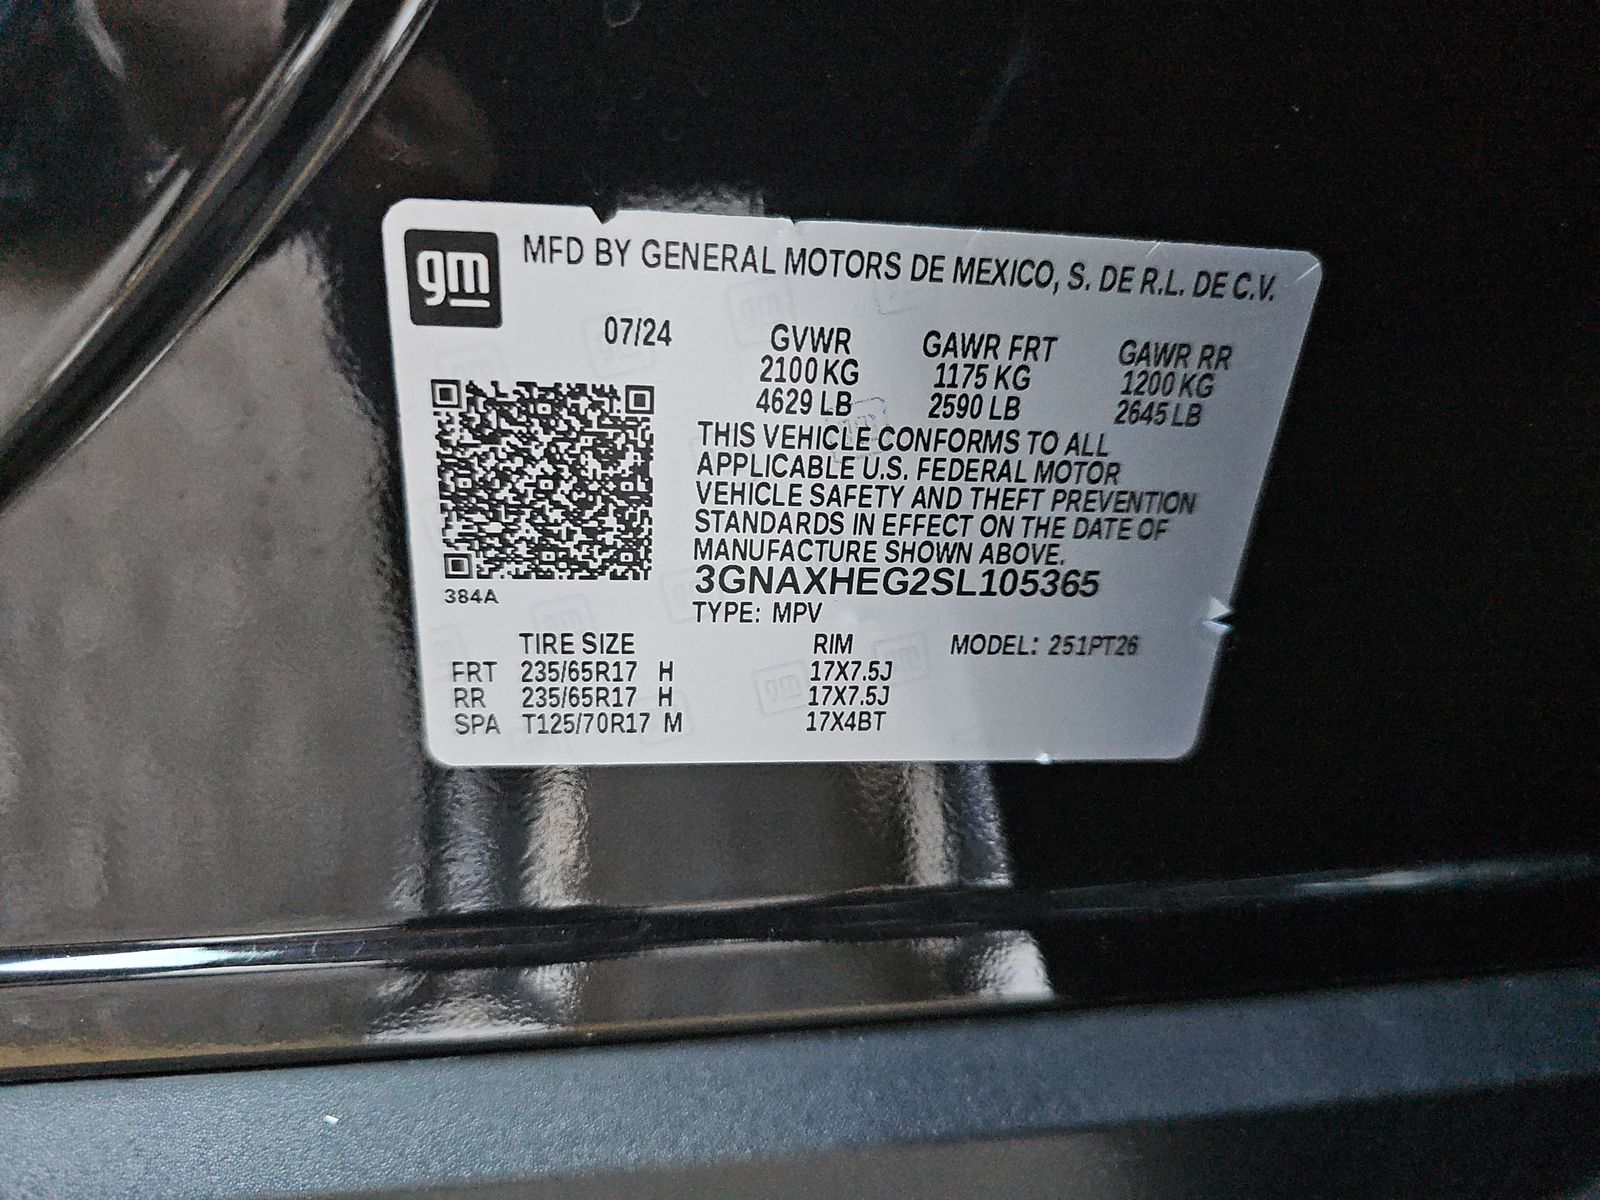 gm
MFD BY GENERAL MOTORS DE MEXICO, S. DE R.L. DE C.V.
07/24 GVWR GAWR FRT GAWR RR
2100 KG 1175 KG 1200 KG
4629 LB 2590 LB 2645 LB
THIS VEHICLE CONFORMS TO ALL
APPLICABLE U.S. FEDERAL MOTOR
VEHICLE SAFETY AND THEFT PREVENTION
STANDARDS IN EFFECT ON THE DATE OF
MANUFACTURE SHOWN ABOVE.
3GNAXHEG2SL105365
384A
TYPE: MPV
TIRE SIZE RIM MODEL: 251PT26
FRT 235/65R17 H 17X7.5J
RR 235/65R17 H 17X7.5J
SPA T125/70R17 M 17X4BT